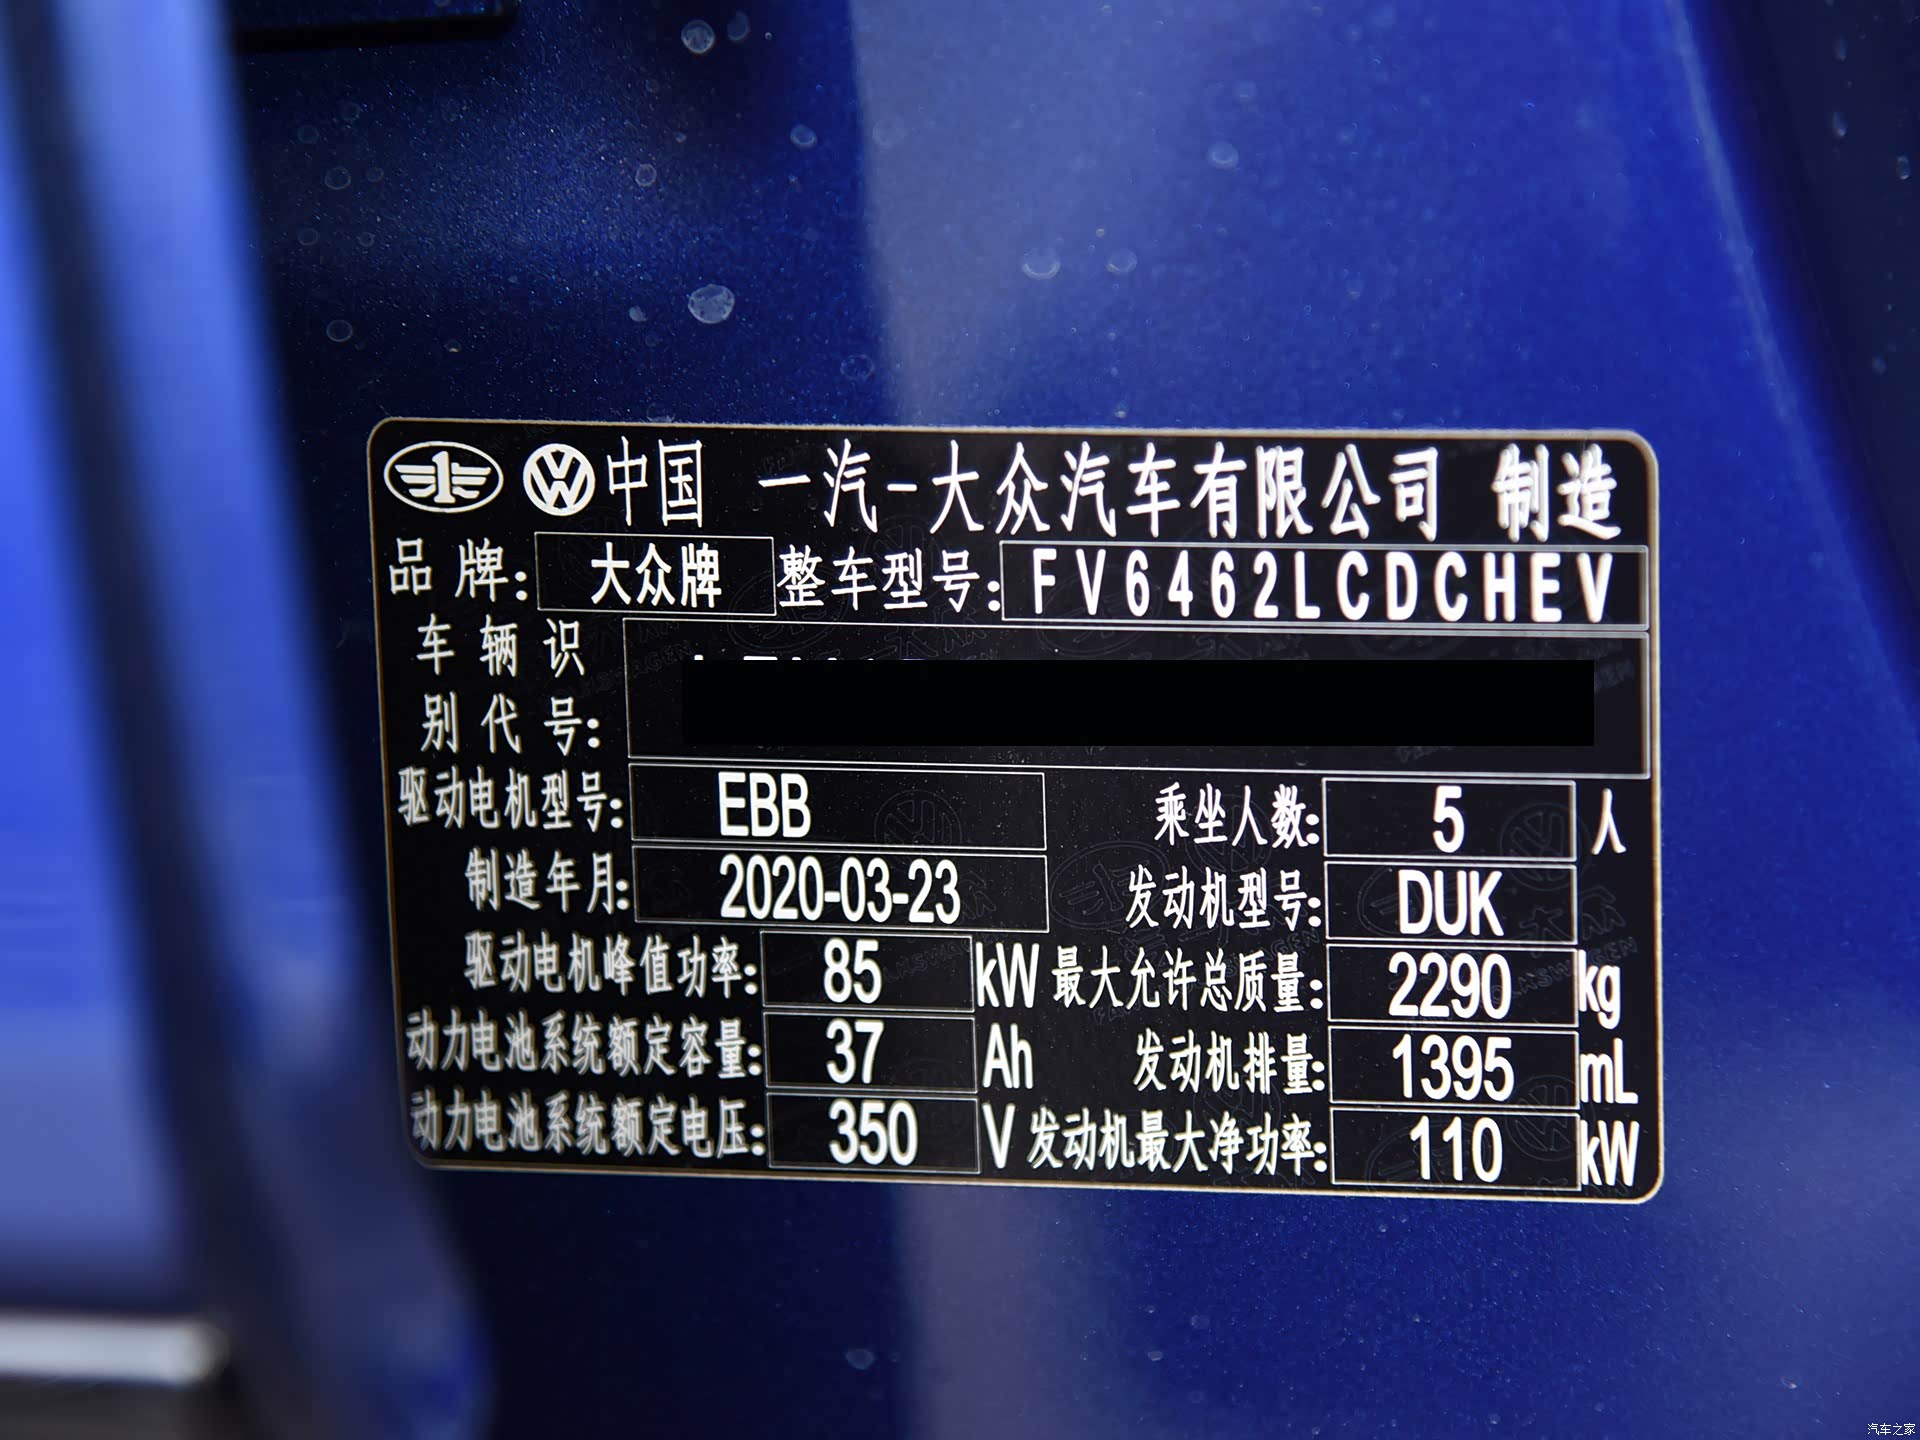 中国 一汽-大众汽车有限公司 制造
品牌: 大众牌 整车型号: FV6462LCDCHEV
车辆识
别代号:
驱动电机型号: EBB 乘坐人数: 5 人
制造年月: 2020-03-23 发动机型号: DUK
驱动电机峰值功率: 85 kW 最大允许总质量: 2290 kg
动力电池系统额定容量: 37 Ah 发动机排量: 1395 mL
动力电池系统额定电压: 350 V 发动机最大净功率: 110 kW
汽车之家